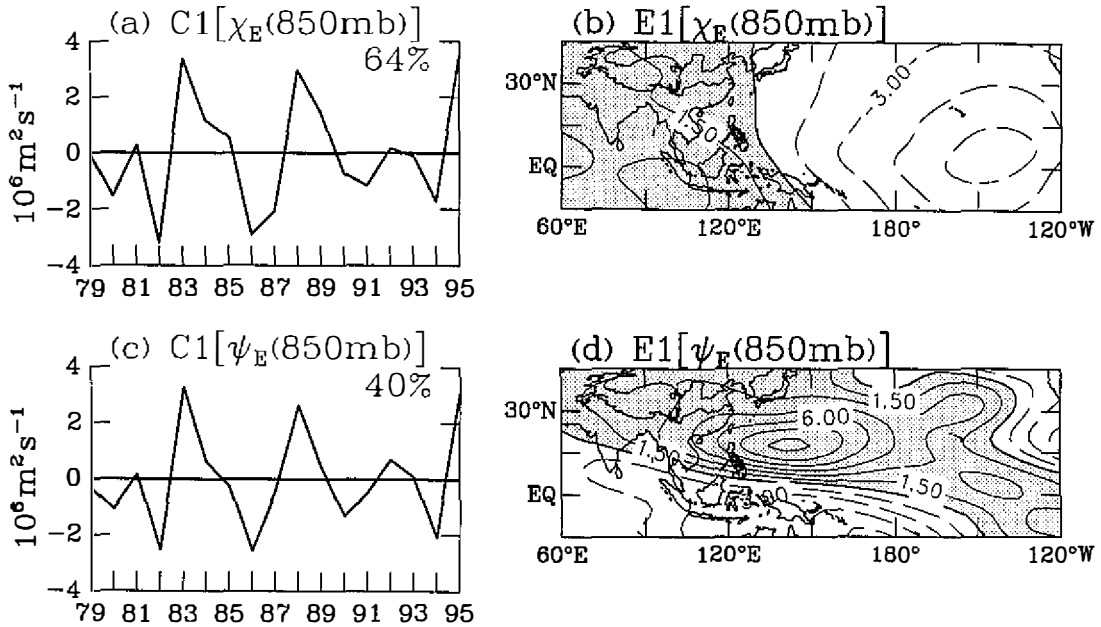 (a) C1[χE(850mb)]
64%
4
2
0
−2
−4
10⁶m²s⁻¹
79 81 83 85 87 89 91 93 95
(b) E1[χE(850mb)]
30°N
EQ
60°E 120°E 180° 120°W
-3.00-
1.50
(c) C1[ψE(850mb)]
40%
4
2
0
−2
−4
10⁶m²s⁻¹
79 81 83 85 87 89 91 93 95
(d) E1[ψE(850mb)]
30°N
EQ
60°E 120°E 180° 120°W
1.50
6.00
1.50
1.50